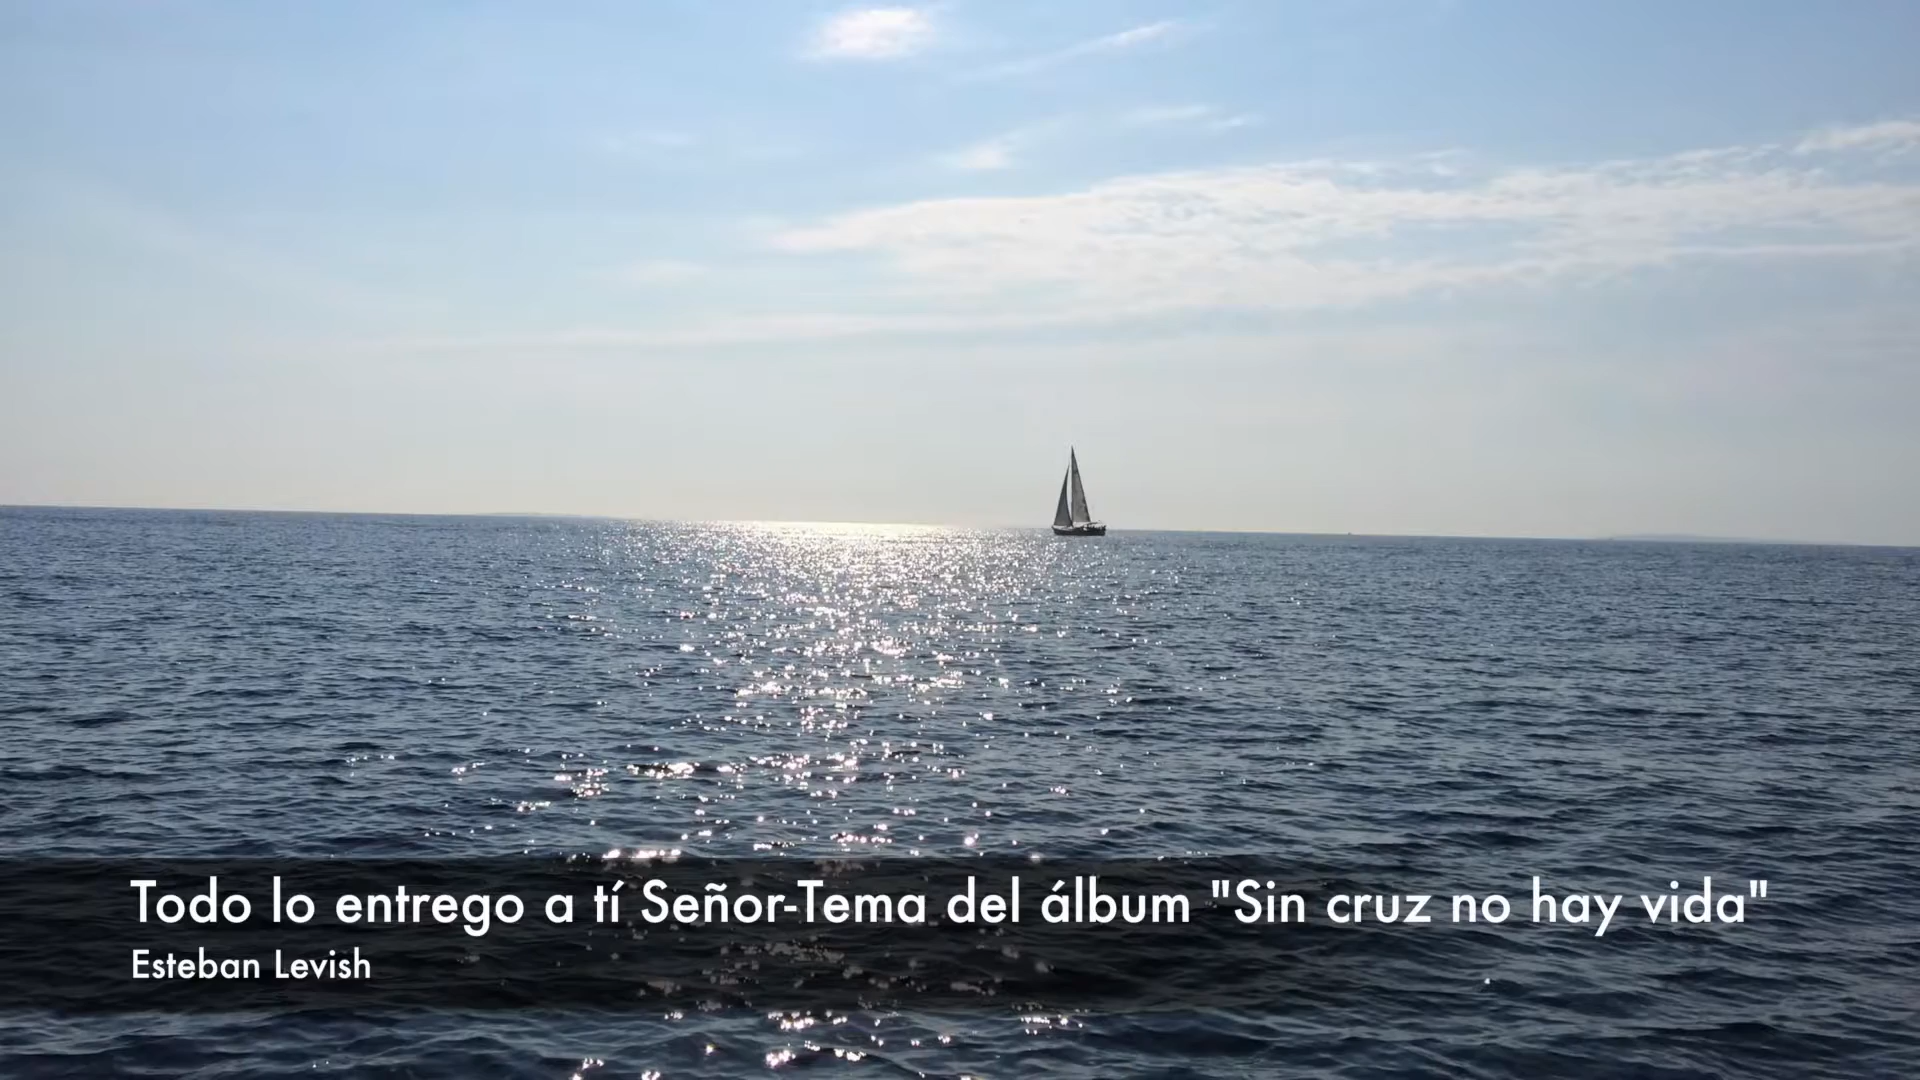 Todo lo entrego a tí Señor-Tema del álbum "Sin cruz no hay vida"
Esteban Levish